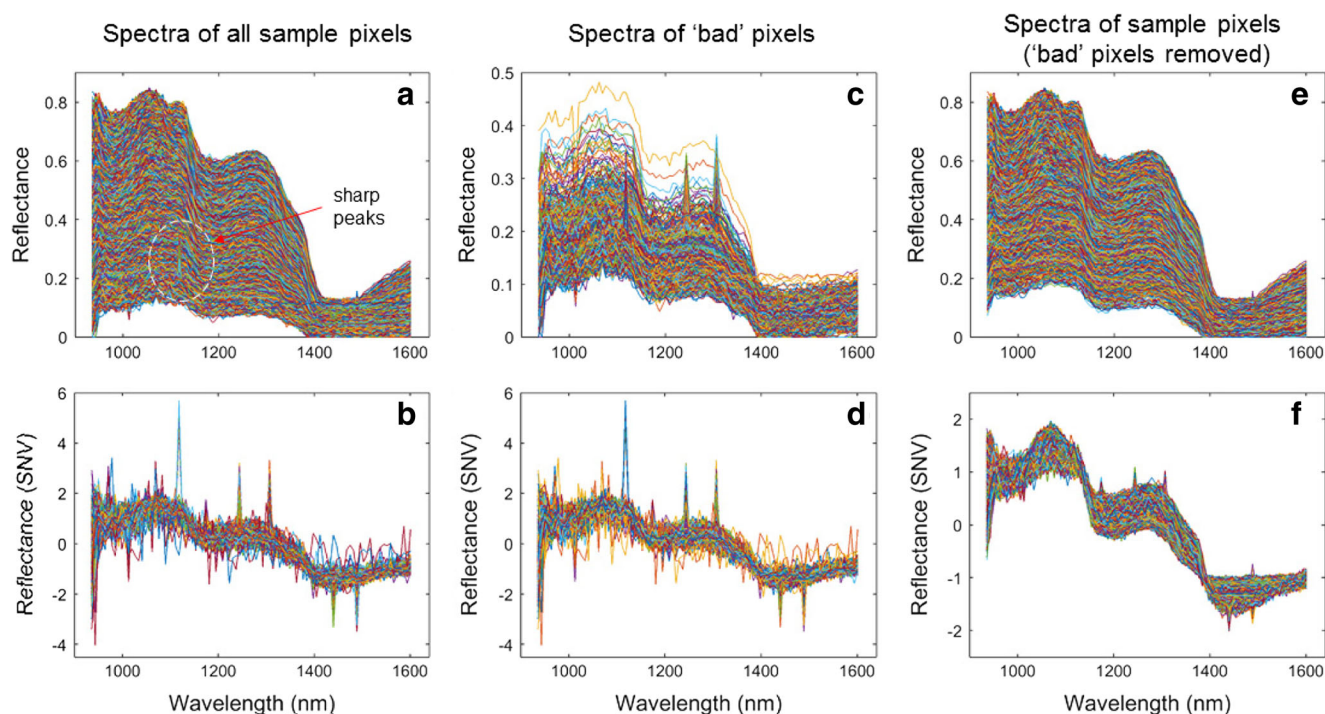 Spectra of all sample pixels
Spectra of ‘bad’ pixels
Spectra of sample pixels
(‘bad’ pixels removed)
a
Reflectance
0.8
0.6
0.4
0.2
0
sharp
peaks
1000 1200 1400 1600
c
0.5
0.4
0.3
0.2
0.1
0
Reflectance
1000 1200 1400 1600
e
Reflectance
0.8
0.6
0.4
0.2
0
1000 1200 1400 1600
b
Reflectance (SNV)
6
4
2
0
-2
-4
1000 1200 1400 1600
Wavelength (nm)
d
Reflectance (SNV)
6
4
2
0
-2
-4
1000 1200 1400 1600
Wavelength (nm)
f
Reflectance (SNV)
2
1
0
-1
-2
1000 1200 1400 1600
Wavelength (nm)